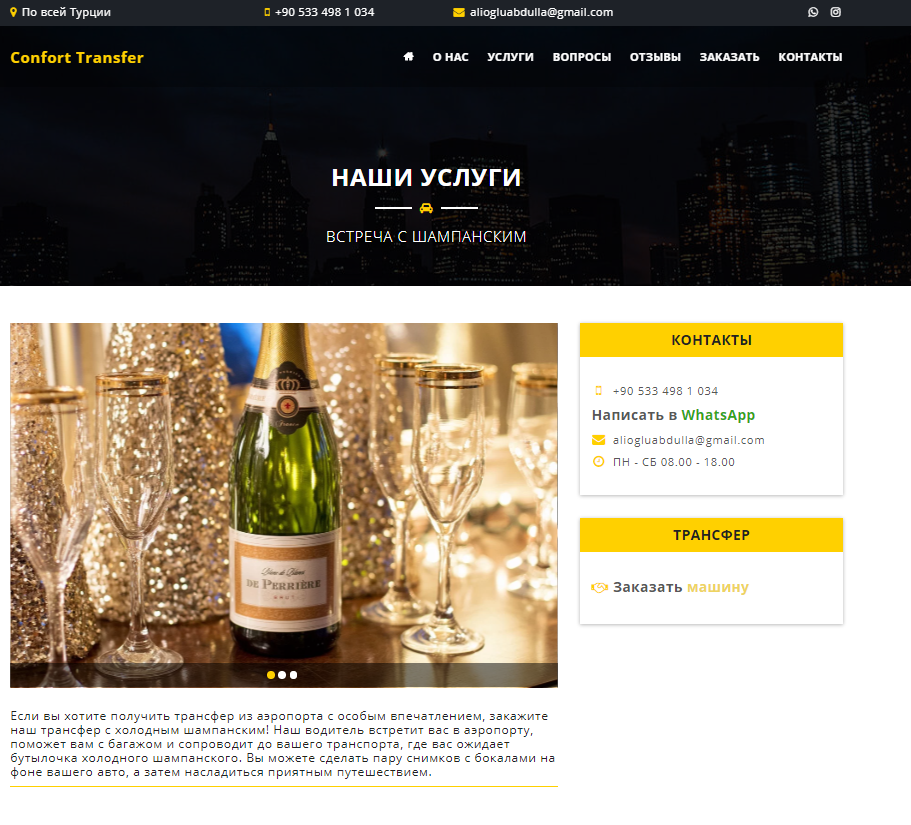 По всей Турции
+90 533 498 1 034
aliogluabdulla@gmail.com
Confort Transfer
О НАС
УСЛУГИ
ВОПРОСЫ
ОТЗЫВЫ
ЗАКАЗАТЬ
КОНТАКТЫ
НАШИ УСЛУГИ
ВСТРЕЧА С ШАМПАНСКИМ
DE PERRIÈRE
BRUT
Если вы хотите получить трансфер из аэропорта с особым впечатлением, закажите
наш трансфер с холодным шампанским! Наш водитель встретит вас в аэропорту,
поможет вам с багажом и сопроводит до вашего транспорта, где вас ожидает
бутылочка холодного шампанского. Вы можете сделать пару снимков с бокалами на
фоне вашего авто, а затем насладиться приятным путешествием.
КОНТАКТЫ
+90 533 498 1 034
Написать в WhatsApp
aliogluabdulla@gmail.com
ПН - СБ 08.00 - 18.00
ТРАНСФЕР
Заказать машину